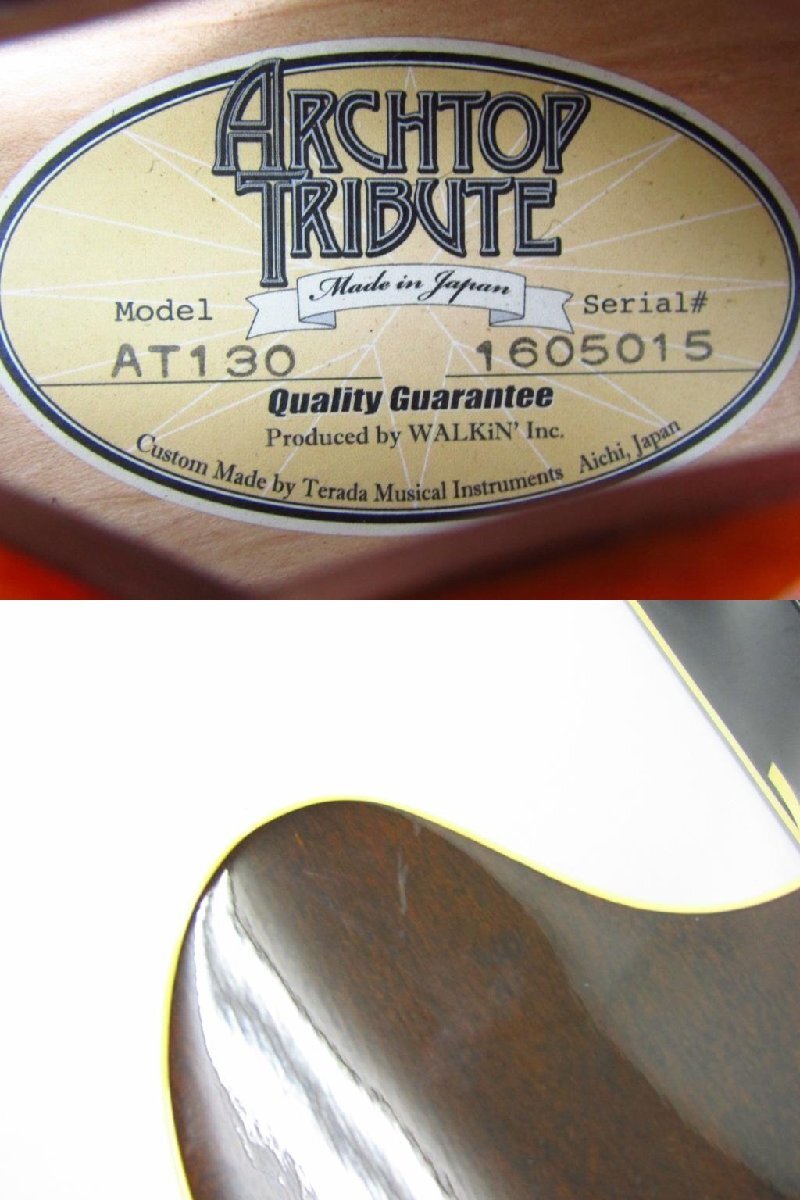 ARCHTOP
TRIBUTE
Made in Japan
Model Serial#
AT130 1605015
Quality Guarantee
Produced by WALKiN' Inc.
Custom Made by Terada Musical Instruments Aichi, Japan